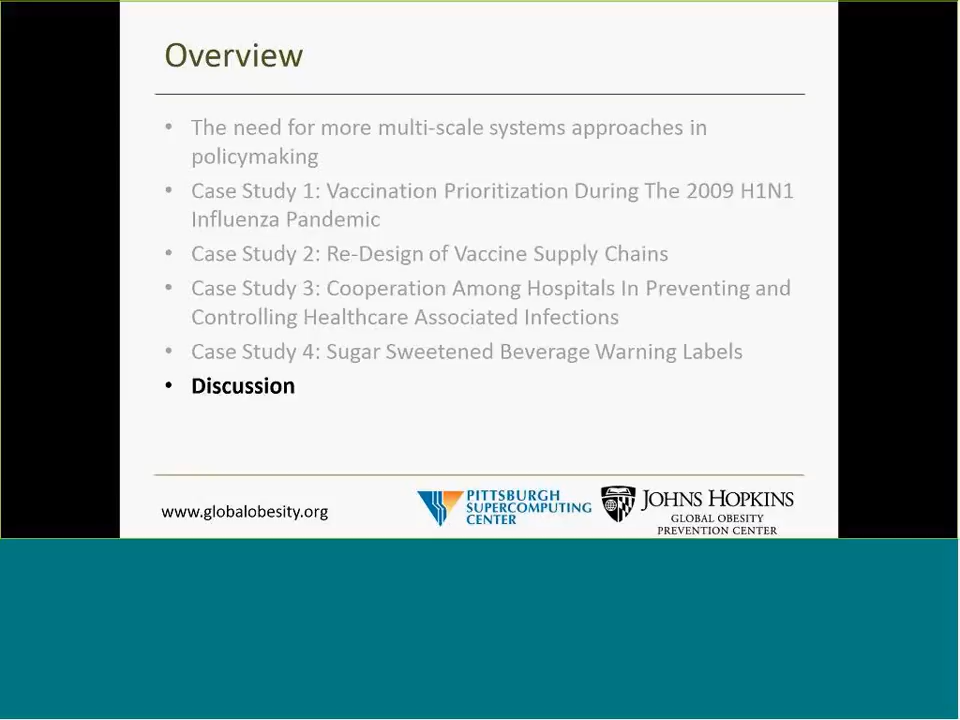 Overview
• The need for more multi-scale systems approaches in
policymaking
• Case Study 1: Vaccination Prioritization During The 2009 H1N1
Influenza Pandemic
• Case Study 2: Re-Design of Vaccine Supply Chains
• Case Study 3: Cooperation Among Hospitals In Preventing and
Controlling Healthcare Associated Infections
• Case Study 4: Sugar Sweetened Beverage Warning Labels
• Discussion
www.globalobesity.org
PITTSBURGH
SUPERCOMPUTING
CENTER
JOHNS HOPKINS
GLOBAL OBESITY
PREVENTION CENTER